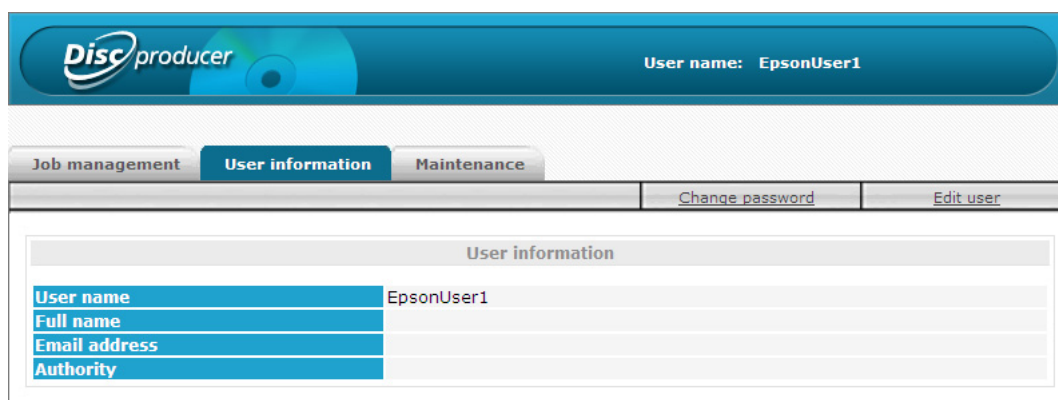 Disc producer
User name: EpsonUser1
Job management User information Maintenance
Change password Edit user
User information
User name EpsonUser1
Full name
Email address
Authority